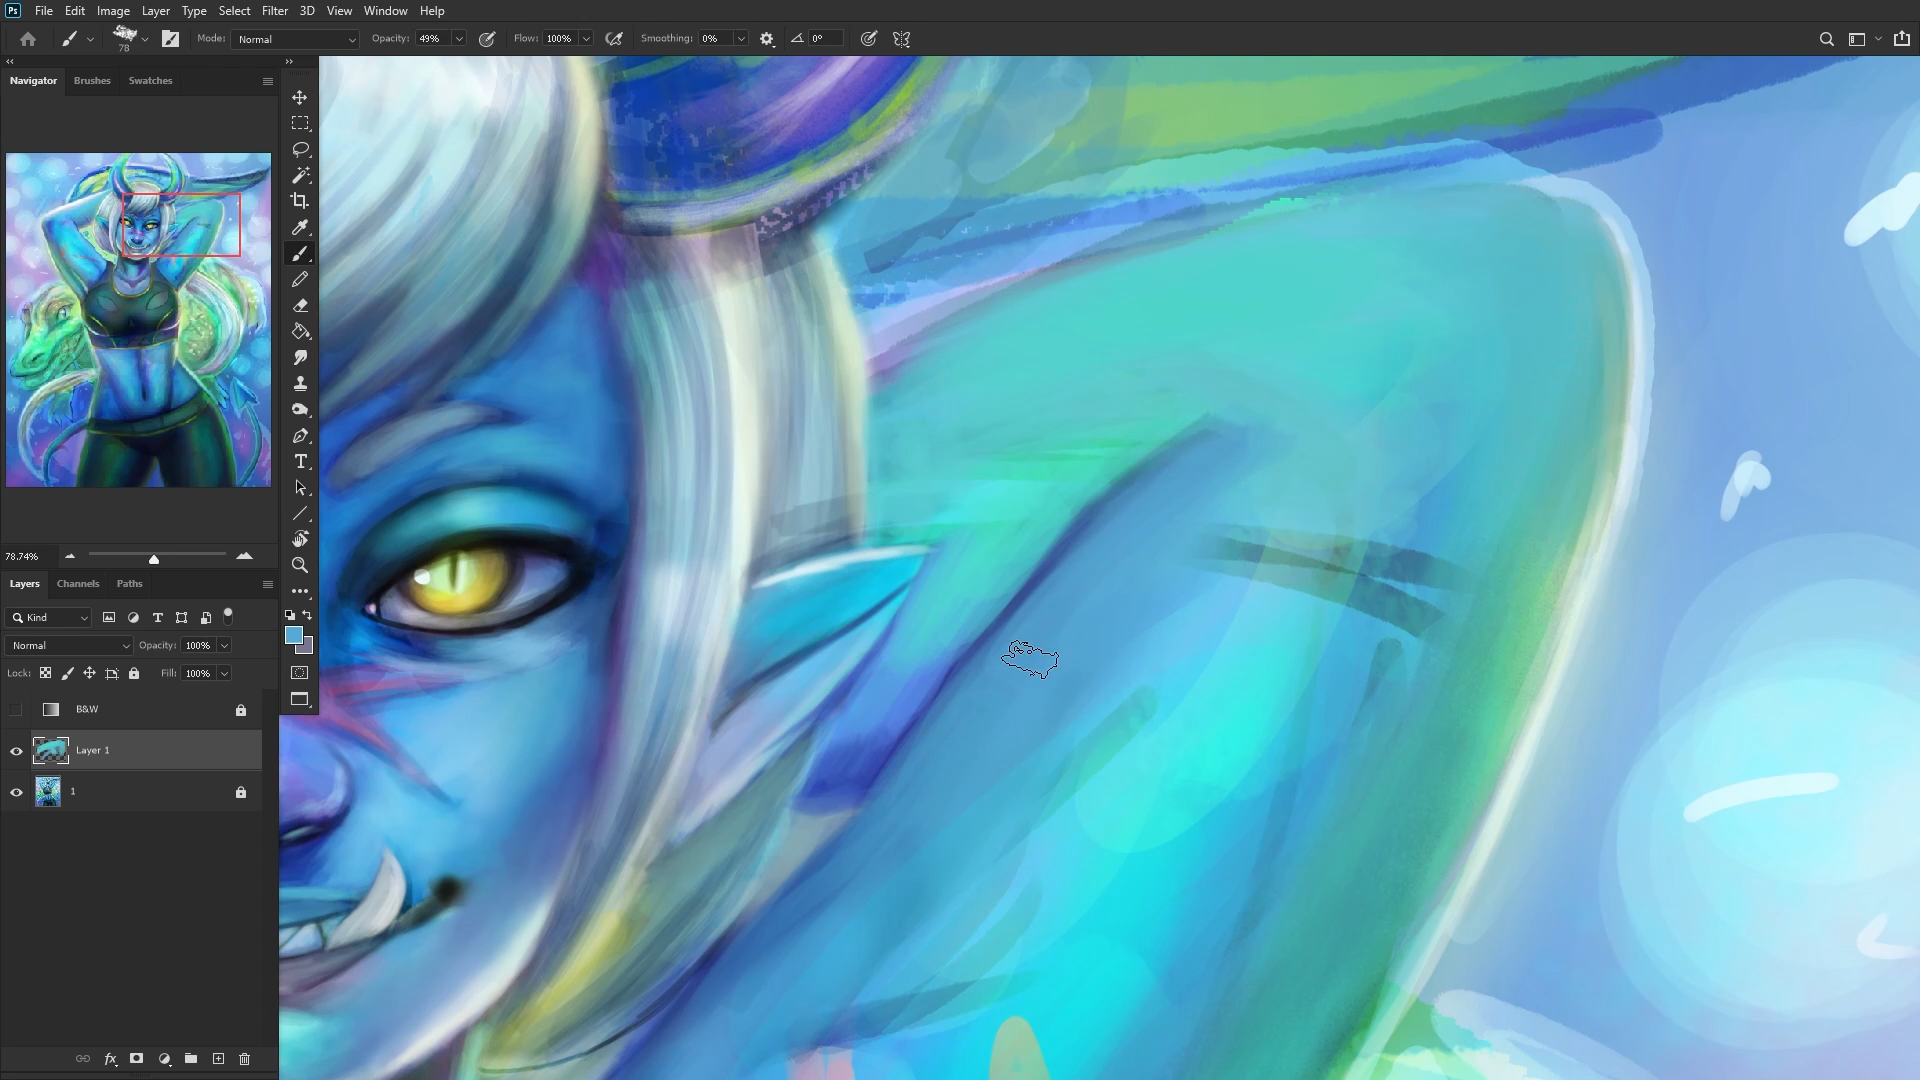 Ps File Edit Image Layer Type Select Filter 3D View Window Help
78 Mode: Normal Opacity: 49% Flow: 100% Smoothing: 0% 0°
Navigator Brushes Swatches
78.74%
Layers Channels Paths
Kind
Normal Opacity: 100%
Lock: Fill: 100%
B&W
Layer 1
1